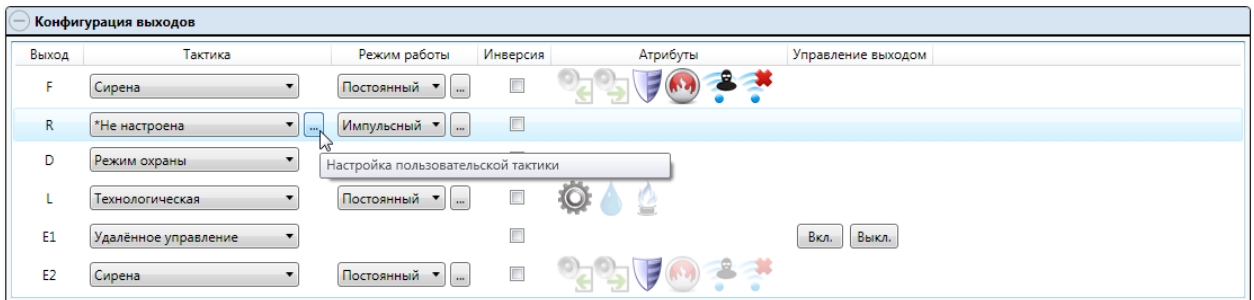 Конфигурация выходов
Выход Тактика Режим работы Инверсия Атрибуты Управление выходом
F Сирена Постоянный ...
R *Не настроена ... Импульсный ...
D Режим охраны
Настройка пользовательской тактики
L Технологическая Постоянный ...
E1 Удалённое управление Вкл. Выкл.
E2 Сирена Постоянный ...